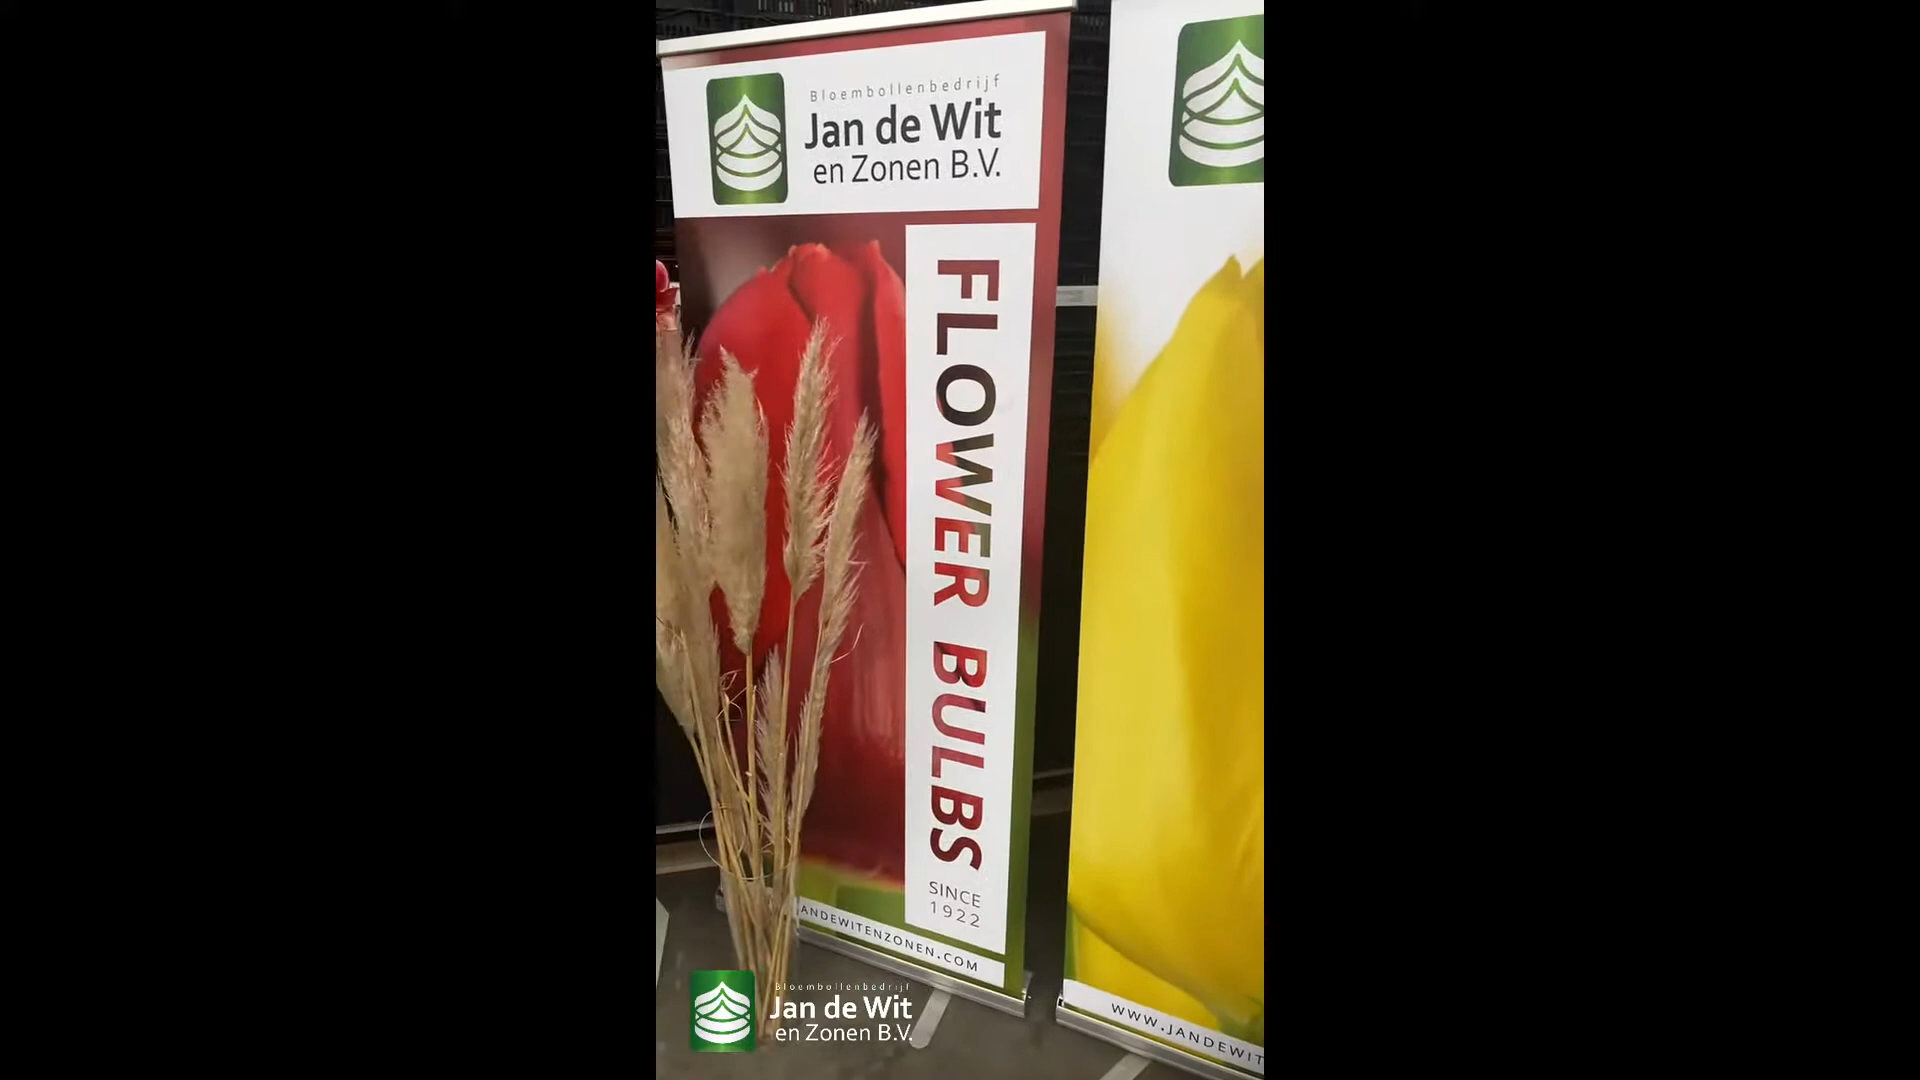 Bloembollenbedrijf
Jan de Wit
en Zonen B.V.
FLOWER BULBS
SINCE
1922
ANDEWITENZONEN.COM
WWW.JANDEWIT
Bloembollenbedrijf
Jan de Wit
en Zonen B.V.